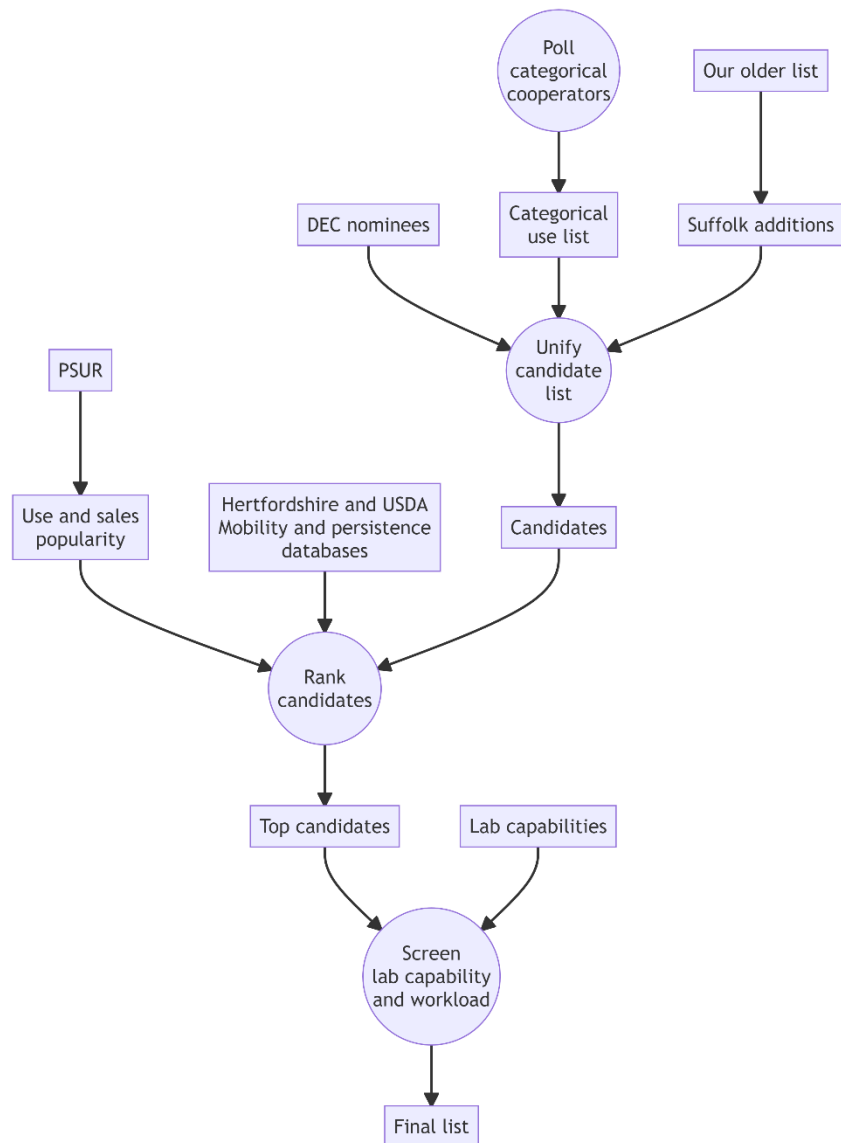 Poll
categorical
cooperators
Our older list
DEC nominees
Categorical
use list
Suffolk additions
Unify
candidate
list
PSUR
Use and sales
popularity
Hertfordshire and USDA
Mobility and persistence
databases
Candidates
Rank
candidates
Top candidates
Lab capabilities
Screen
lab capability
and workload
Final list